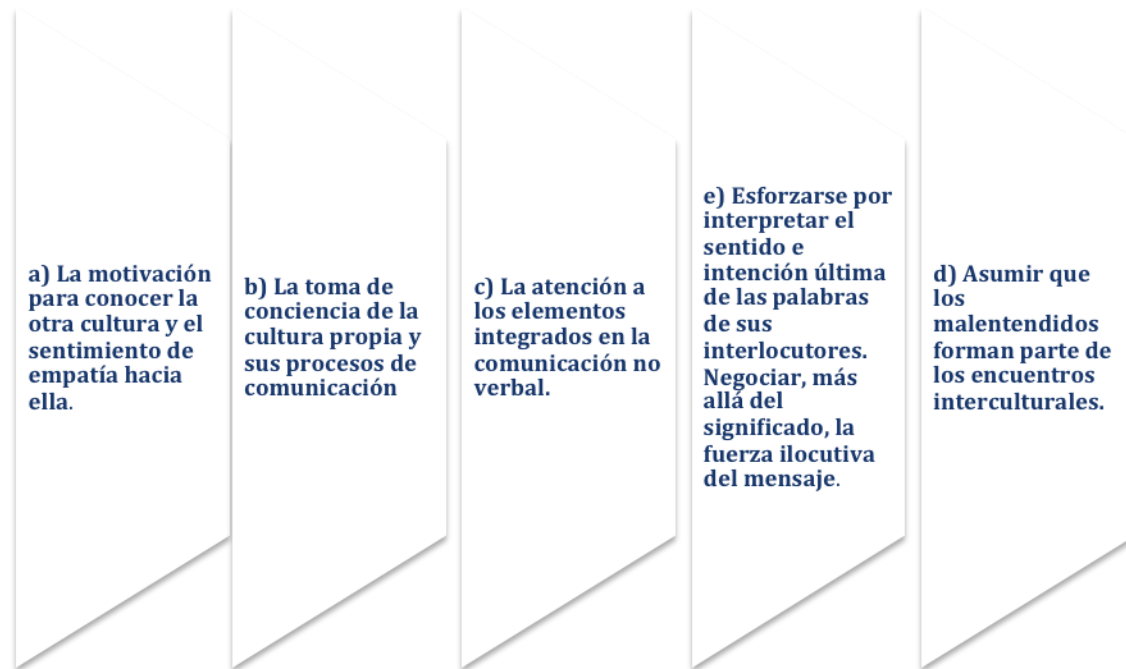 a) La motivación
para conocer la
otra cultura y el
sentimiento de
empatía hacia
ella.
b) La toma de
conciencia de la
cultura propia y
sus procesos de
comunicación
c) La atención a
los elementos
integrados en la
comunicación no
verbal.
e) Esforzarse por
interpretar el
sentido e
intención última
de las palabras
de sus
interlocutores.
Negociar, más
allá del
significado, la
fuerza ilocutiva
del mensaje.
d) Asumir que
los
malentendidos
forman parte de
los encuentros
interculturales.